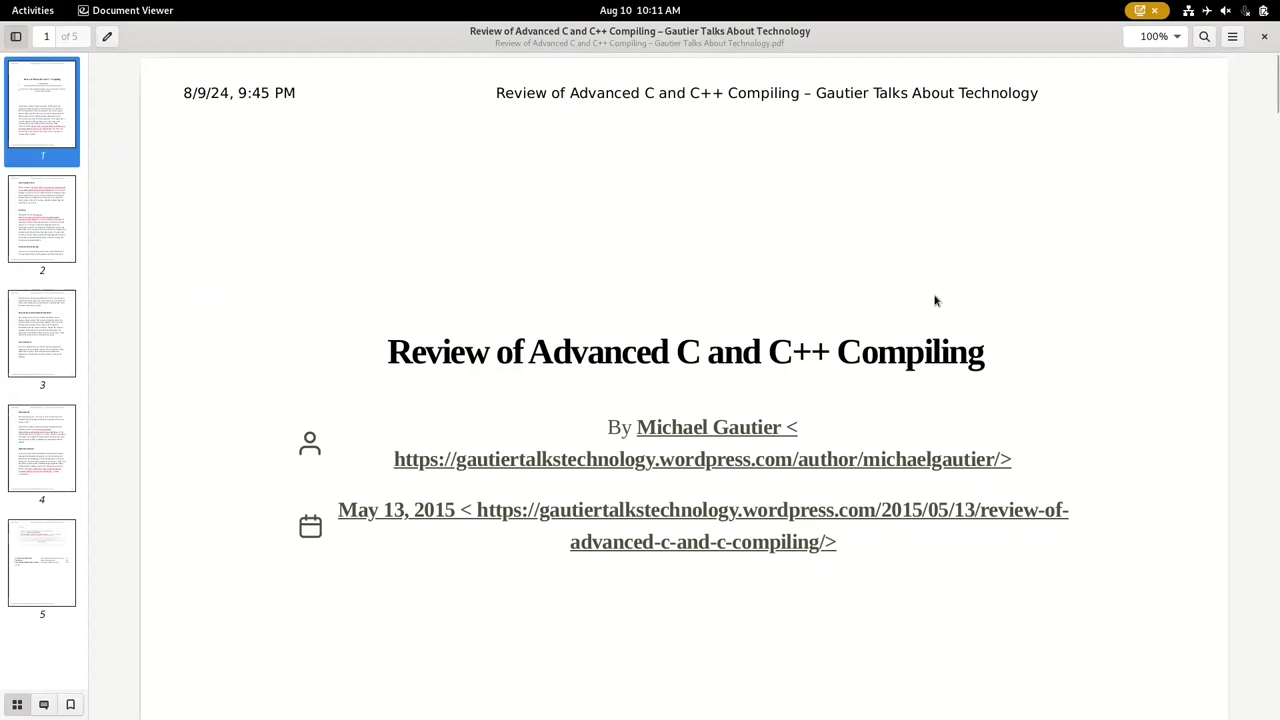 Activities Document Viewer Aug 10 10:11 AM
1 of 5 Review of Advanced C and C++ Compiling – Gautier Talks About Technology 100%
Review of Advanced C and C++ Compiling – Gautier Talks About Technology.pdf
8/9/24, 9:45 PM Review of Advanced C and C++ Compiling – Gautier Talks About Technology
Review of Advanced C and C++ Compiling
By Michael Gautier <
https://gautiertalkstechnology.wordpress.com/author/michaelgautier/>
May 13, 2015 < https://gautiertalkstechnology.wordpress.com/2015/05/13/review-of-
advanced-c-and-c-compiling/>
1
2
3
4
5